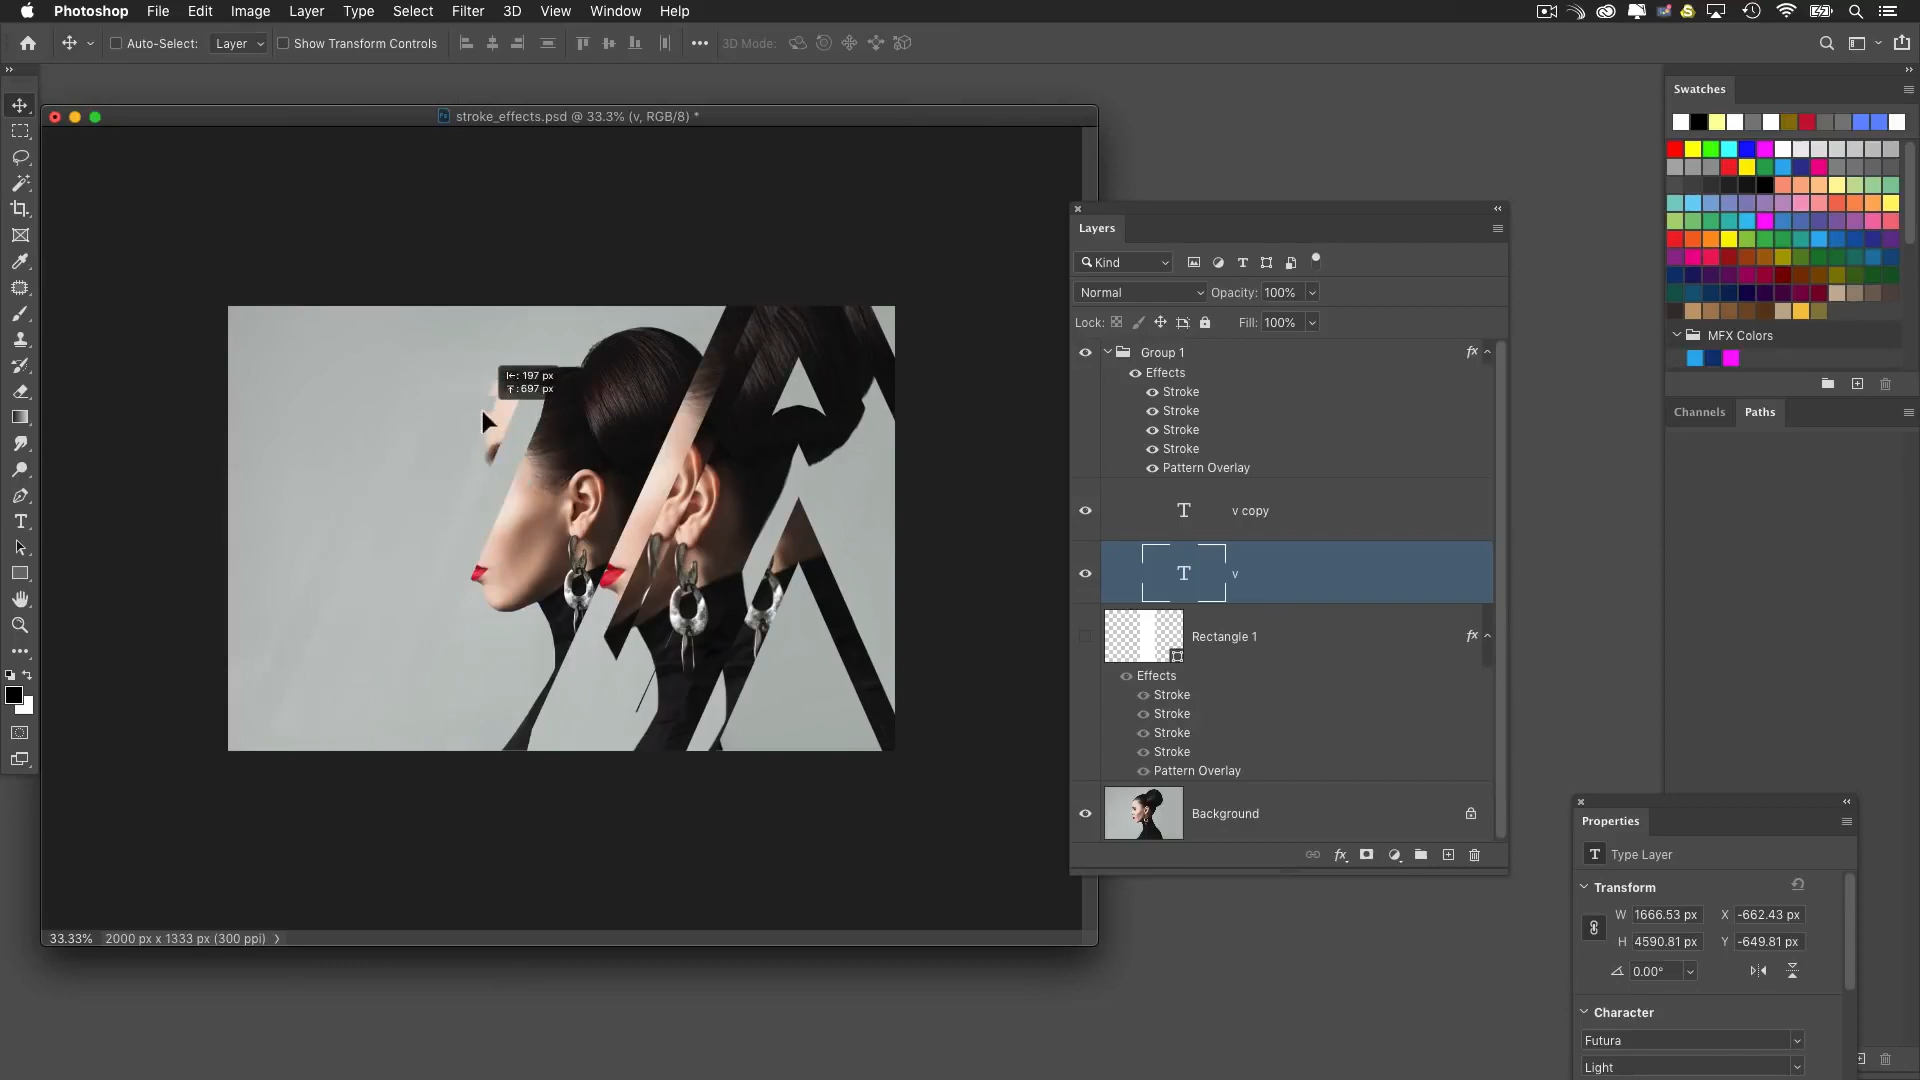 Photoshop File Edit Image Layer Type Select Filter 3D View Window Help
Auto-Select: Layer Show Transform Controls 3D Mode:
stroke_effects.psd @ 33.3% (v, RGB/8) *
197 px
697 px
33.33% 2000 px x 1333 px (300 ppi)
Layers
Kind
Normal Opacity: 100%
Lock: Fill: 100%
Group 1 fx
Effects
Stroke
Stroke
Stroke
Stroke
Pattern Overlay
T v copy
T v
Rectangle 1 fx
Effects
Stroke
Stroke
Stroke
Stroke
Pattern Overlay
Background
fx
Swatches
MFX Colors
Channels Paths
Properties
T Type Layer
Transform
W 1666.53 px X -662.43 px
H 4590.81 px Y -649.81 px
0.00°
Character
Futura
Light